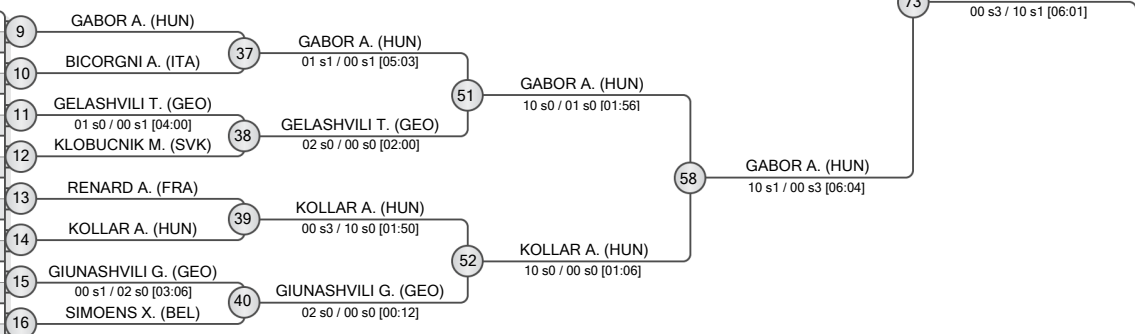 73
00 s3 / 10 s1 [06:01]
9
GABOR A. (HUN)
37
GABOR A. (HUN)
01 s1 / 00 s1 [05:03]
10
BICORGNI A. (ITA)
51
GABOR A. (HUN)
10 s0 / 01 s0 [01:56]
11
GELASHVILI T. (GEO)
01 s0 / 00 s1 [04:00]
38
GELASHVILI T. (GEO)
02 s0 / 00 s0 [02:00]
12
KLOBUCNIK M. (SVK)
58
GABOR A. (HUN)
10 s1 / 00 s3 [06:04]
13
RENARD A. (FRA)
39
KOLLAR A. (HUN)
00 s3 / 10 s0 [01:50]
14
KOLLAR A. (HUN)
52
KOLLAR A. (HUN)
10 s0 / 00 s0 [01:06]
15
GIUNASHVILI G. (GEO)
00 s1 / 02 s0 [03:06]
40
GIUNASHVILI G. (GEO)
02 s0 / 00 s0 [00:12]
16
SIMOENS X. (BEL)